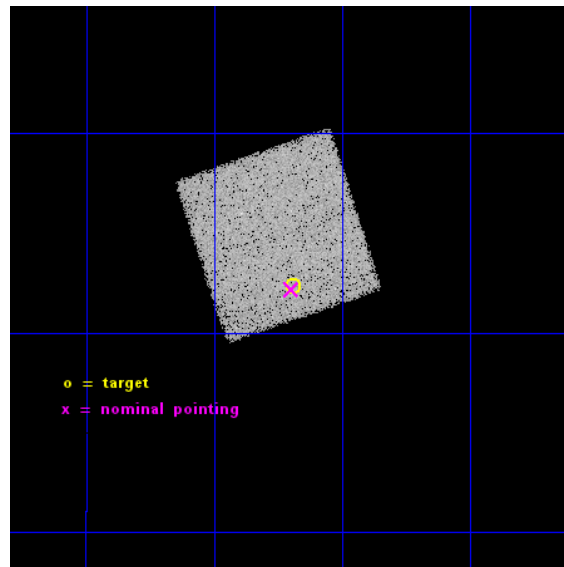 o = target
x = nominal pointing